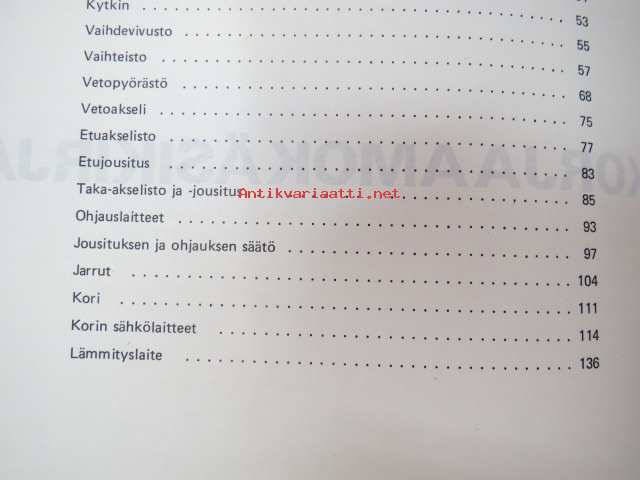 Kytkin . . . . . . . . . . . . . . . . . . . . . . . . . . . . . . 53
Vaihdevivusto . . . . . . . . . . . . . . . . . . . . . . . . . . 55
Vaihteisto . . . . . . . . . . . . . . . . . . . . . . . . . . . . 57
Vetopyörästö . . . . . . . . . . . . . . . . . . . . . . . . . . 68
Vetoakseli . . . . . . . . . . . . . . . . . . . . . . . . . . . . 75
Etuakselisto . . . . . . . . . . . . . . . . . . . . . . . . . . . 77
Etujousitus . . . . . . . . . . . . . . . . . . . . . . . . . . . 83
Taka-akselisto ja -jousitus . . . . . . . . . . . . . . . . . . 85
Antikvariaatti.net
Ohjauslaitteet . . . . . . . . . . . . . . . . . . . . . . . . . . 93
Jousituksen ja ohjauksen säätö . . . . . . . . . . . . . . . . 97
Jarrut . . . . . . . . . . . . . . . . . . . . . . . . . . . . . . 104
Kori . . . . . . . . . . . . . . . . . . . . . . . . . . . . . . . 111
Korin sähkölaitteet . . . . . . . . . . . . . . . . . . . . . . . 114
Lämmityslaite . . . . . . . . . . . . . . . . . . . . . . . . . . 136